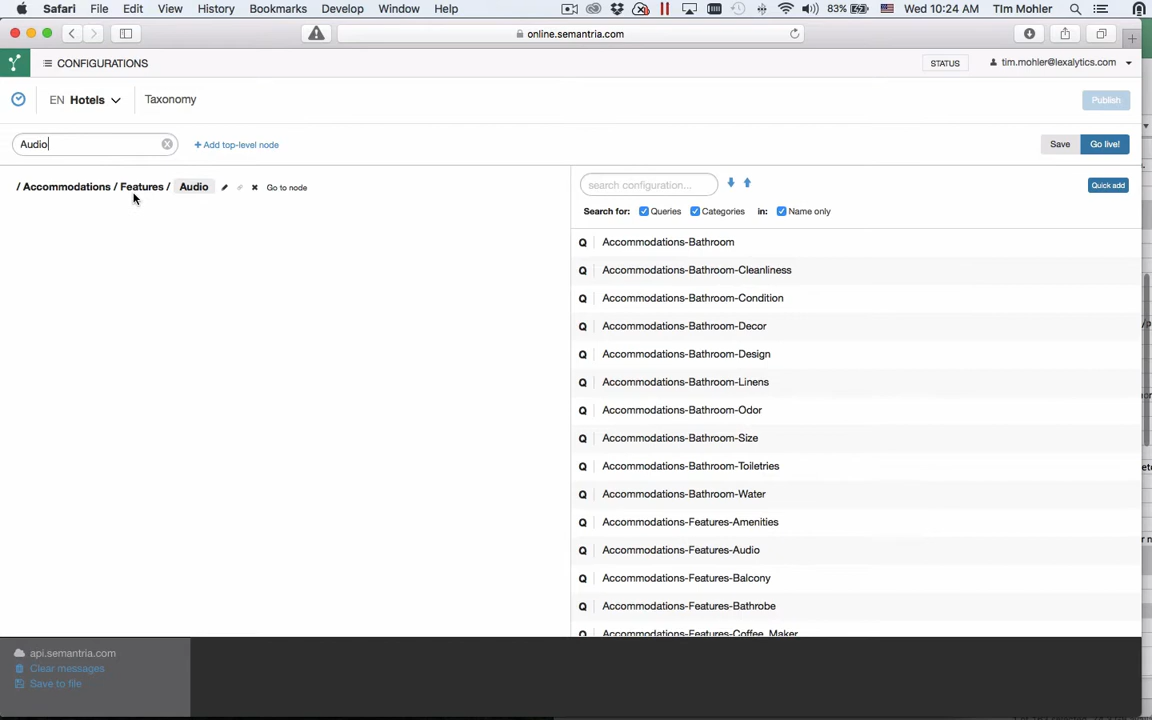 Safari File Edit View History Bookmarks Develop Window Help 83% Wed 10:24 AM Tim Mohler
online.semantria.com
CONFIGURATIONS STATUS tim.mohler@lexalytics.com
EN Hotels Taxonomy Publish
Audio + Add top-level node Save Go live!
/ Accommodations / Features / Audio Go to node
search configuration... Quick add
Search for: Queries Categories in: Name only
Q Accommodations-Bathroom
Q Accommodations-Bathroom-Cleanliness
Q Accommodations-Bathroom-Condition
Q Accommodations-Bathroom-Decor
Q Accommodations-Bathroom-Design
Q Accommodations-Bathroom-Linens
Q Accommodations-Bathroom-Odor
Q Accommodations-Bathroom-Size
Q Accommodations-Bathroom-Toiletries
Q Accommodations-Bathroom-Water
Q Accommodations-Features-Amenities
Q Accommodations-Features-Audio
Q Accommodations-Features-Balcony
Q Accommodations-Features-Bathrobe
Q Accommodations-Features-Coffee_Maker
api.semantria.com
Clear messages
Save to file